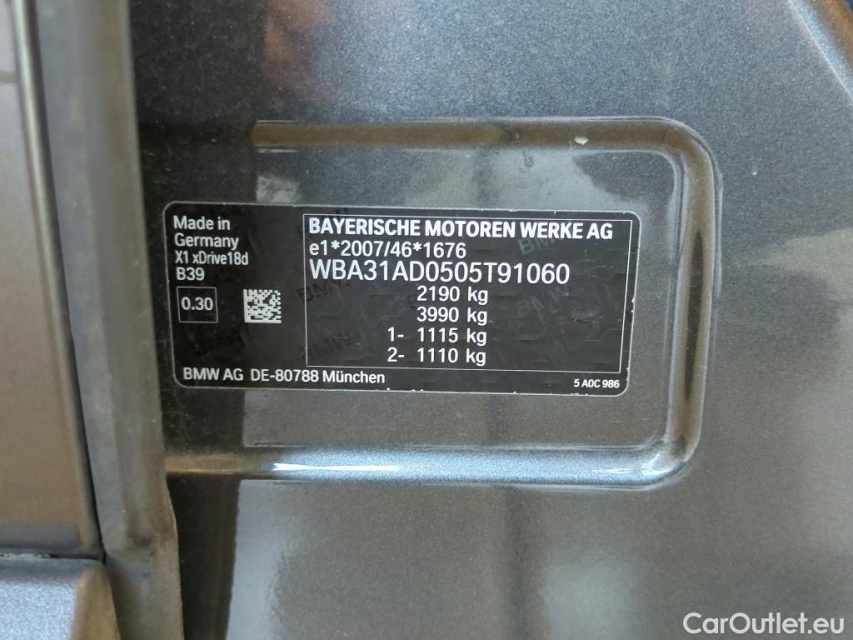 Made in
Germany
X1 xDrive18d
B39
0.30
BAYERISCHE MOTOREN WERKE AG
e1*2007/46*1676
WBA31AD0505T91060
2190 kg
3990 kg
1- 1115 kg
2- 1110 kg
BMW AG DE-80788 München
5 A0C 986
CarOutlet.eu